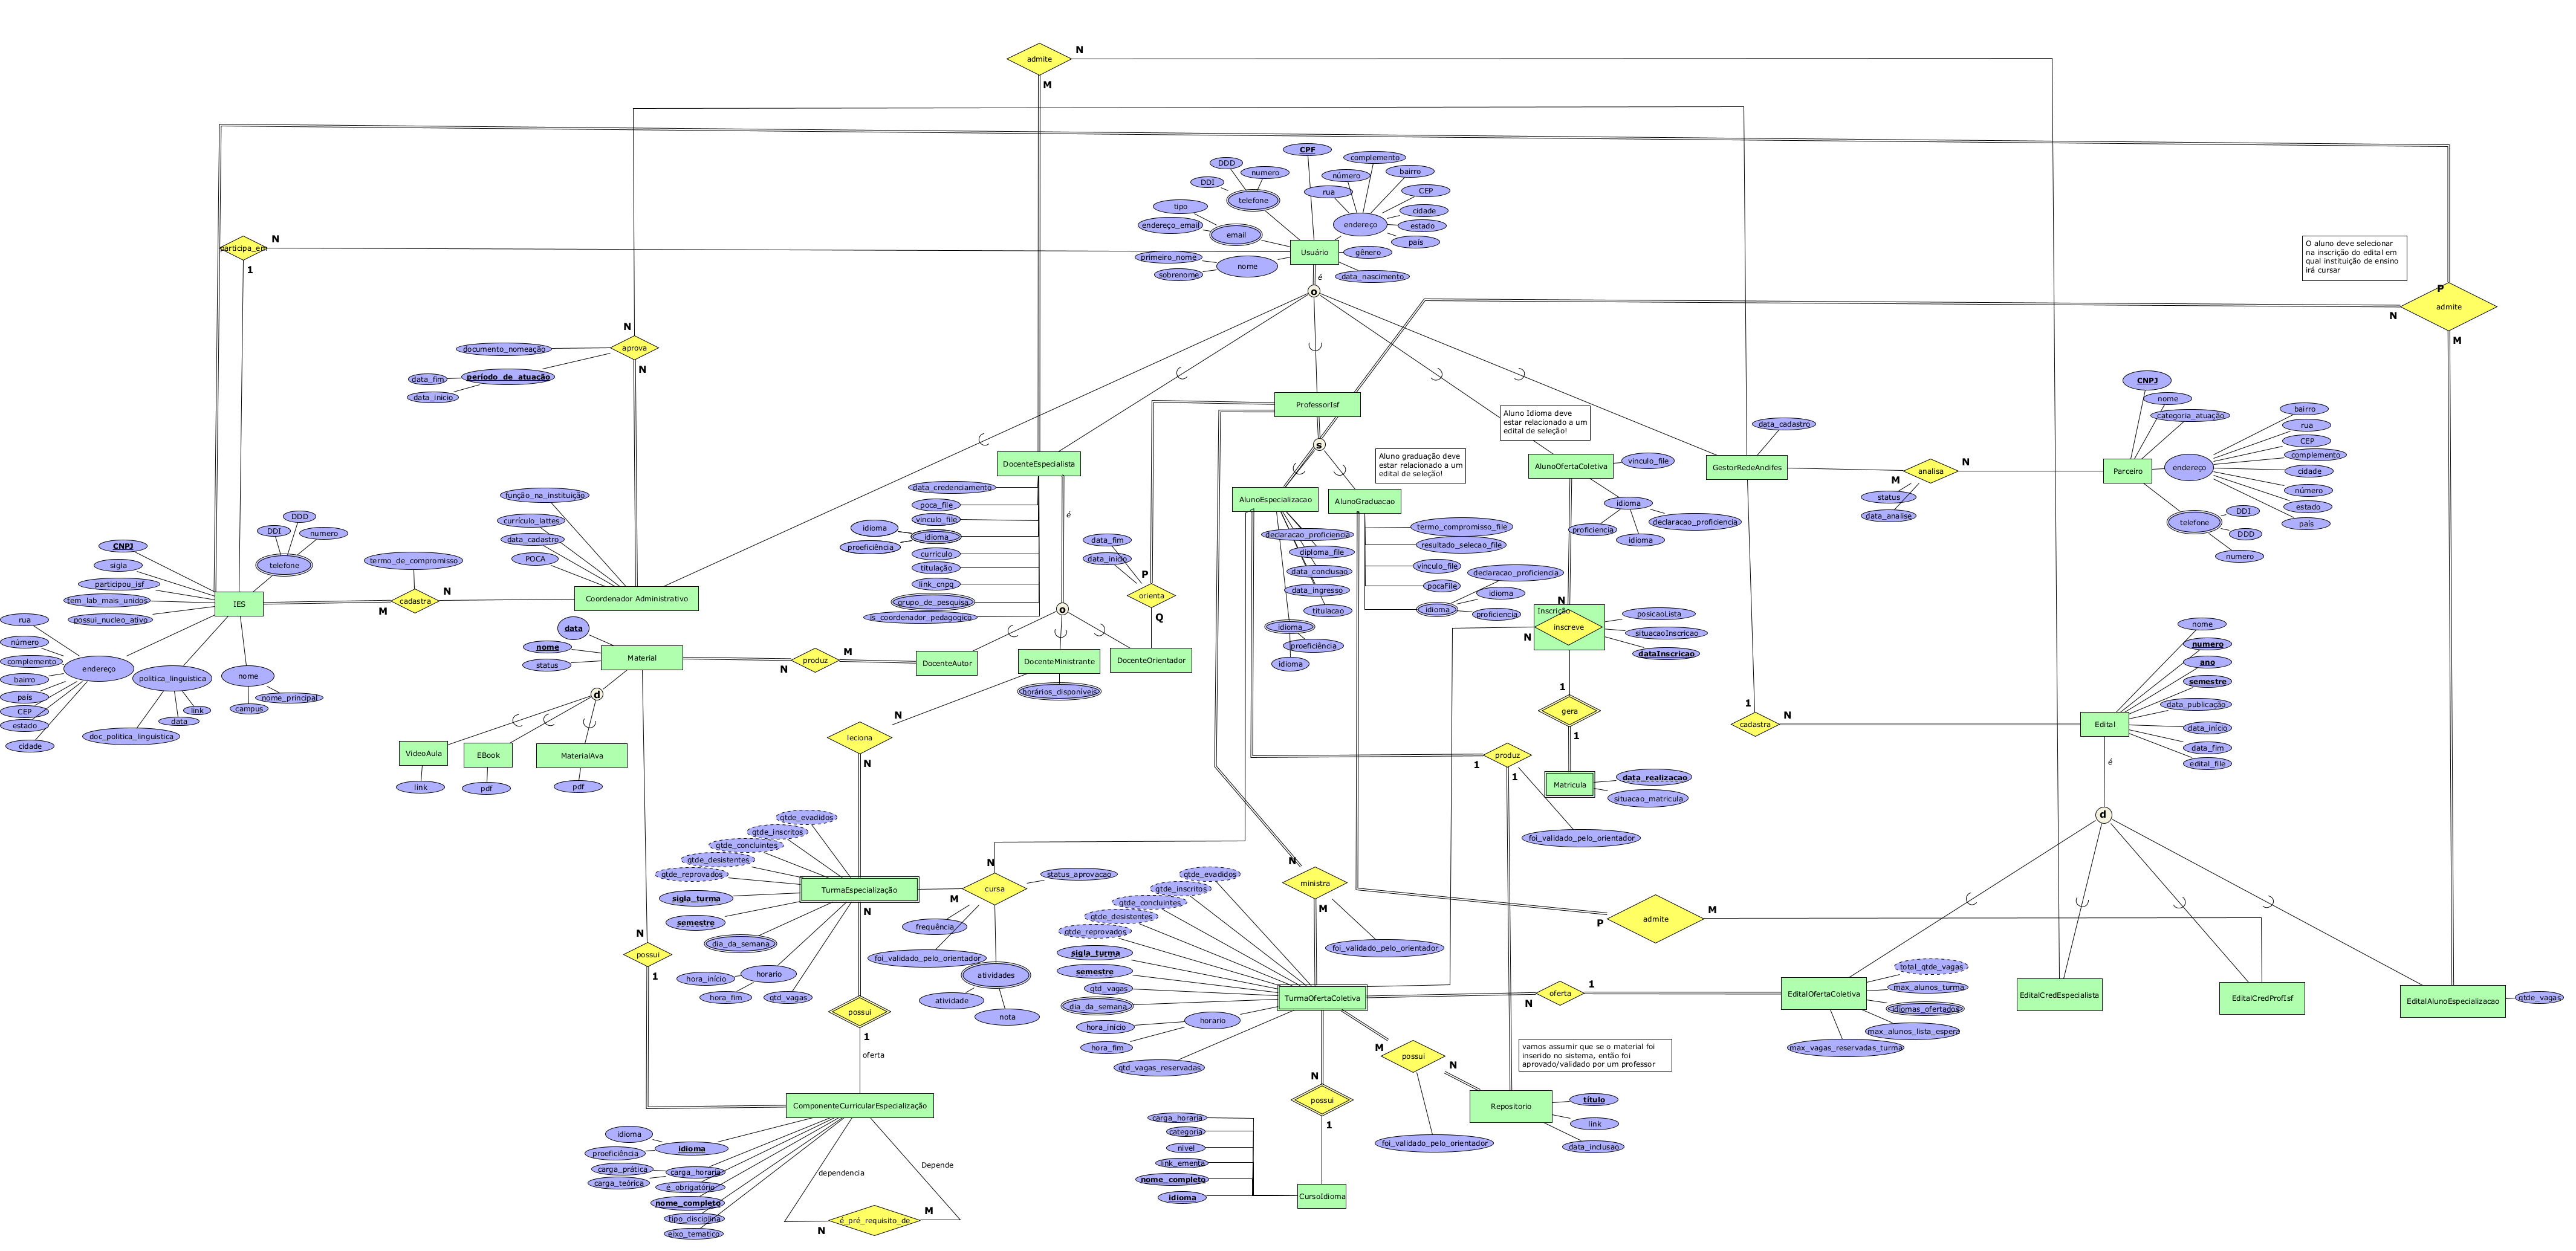 admite
N
M
CPF
DDD
numero
DDI
telefone
complemento
número
bairro
rua
CEP
cidade
endereço
estado
país
tipo
endereço_email
email
primeiro_nome
sobrenome
nome
Usuário
gênero
data_nascimento
é
o
participa_em
N
1
O aluno deve selecionar
na inscrição do edital em
qual instituição de ensino
irá cursar
P
admite
N
M
N
aprova
N
documento_nomeação
período_de_atuação
data_fim
data_inicio
ProfessorIsf
s
Aluno Idioma deve
estar relacionado a um
edital de seleção!
Aluno graduação deve
estar relacionado a um
edital de seleção!
data_cadastro
GestorRedeAndifes
analisa
N
M
status
data_analise
Parceiro
CNPJ
nome
categoria_atuação
endereço
bairro
rua
CEP
complemento
cidade
número
estado
país
telefone
DDI
DDD
numero
DocenteEspecialista
data_credenciamento
poca_file
vinculo_file
idioma
idioma
proeficiência
curriculo
titulação
link_cnpq
grupo_de_pesquisa
is_coordenador_pedagogico
é
o
data_fim
data_inicio
P
orienta
Q
AlunoEspecializacao
declaracao_proficiencia
diploma_file
data_conclusao
data_ingresso
titulacao
idioma
proeficiência
idioma
AlunoGraduacao
termo_compromisso_file
resultado_selecao_file
vinculo_file
pocaFile
idioma
declaracao_proficiencia
idioma
proficiencia
AlunoOfertaColetiva
vinculo_file
idioma
proficiencia
idioma
declaracao_proficiencia
N
Inscrição
inscreve
N
posicaoLista
situacaoInscricao
dataInscricao
1
gera
1
Matricula
data_realizacao
situacao_matricula
função_na_instituição
currículo_lattes
data_cadastro
POCA
Coordenador Administrativo
CNPJ
sigla
participou_isf
tem_lab_mais_unidos
possui_nucleo_ativo
DDI
DDD
numero
telefone
IES
termo_de_compromisso
cadastra
M
N
rua
número
complemento
bairro
país
CEP
estado
cidade
endereço
politica_linguistica
link
data
doc_politica_linguistica
nome
campus
nome_principal
data
nome
status
Material
d
produz
N
M
DocenteAutor
DocenteMinistrante
horários_disponíveis
DocenteOrientador
VideoAula
link
EBook
pdf
MaterialAva
pdf
N
leciona
N
1
cadastra
N
nome
numero
ano
semestre
data_publicação
data_início
data_fim
edital_file
Edital
é
d
produz
1
1
foi_validado_pelo_orientador
qtde_evadidos
qtde_inscritos
qtde_concluintes
qtde_desistentes
qtde_reprovados
sigla_turma
semestre
dia_da_semana
hora_início
horario
hora_fim
qtd_vagas
TurmaEspecialização
N
N
cursa
M
status_aprovacao
frequência
foi_validado_pelo_orientador
atividades
atividade
nota
N
possui
1
possui
1
oferta
qtde_evadidos
qtde_inscritos
qtde_concluintes
qtde_desistentes
qtde_reprovados
sigla_turma
semestre
qtd_vagas
dia_da_semana
hora_início
horario
hora_fim
qtd_vagas_reservadas
N
ministra
M
foi_validado_pelo_orientador
TurmaOfertaColetiva
admite
M
P
N
oferta
1
EditalOfertaColetiva
total_qtde_vagas
max_alunos_turma
idiomas_ofertados
max_alunos_lista_espera
max_vagas_reservadas_turma
EditalCredEspecialista
EditalCredProfIsf
EditalAlunoEspecializacao
qtde_vagas
M
possui
N
foi_validado_pelo_orientador
vamos assumir que se o material foi
inserido no sistema, então foi
aprovado/validado por um professor
Repositorio
título
link
data_inclusao
N
possui
1
CursoIdioma
carga_horaria
categoria
nivel
link_ementa
nome_completo
idioma
ComponenteCurricularEspecialização
idioma
proeficiência
idioma
carga_prática
carga_teórica
carga_horaria
é_obrigatório
nome_completo
tipo_disciplina
eixo_tematico
dependencia
Depende
N
é_pré_requisito_de
M